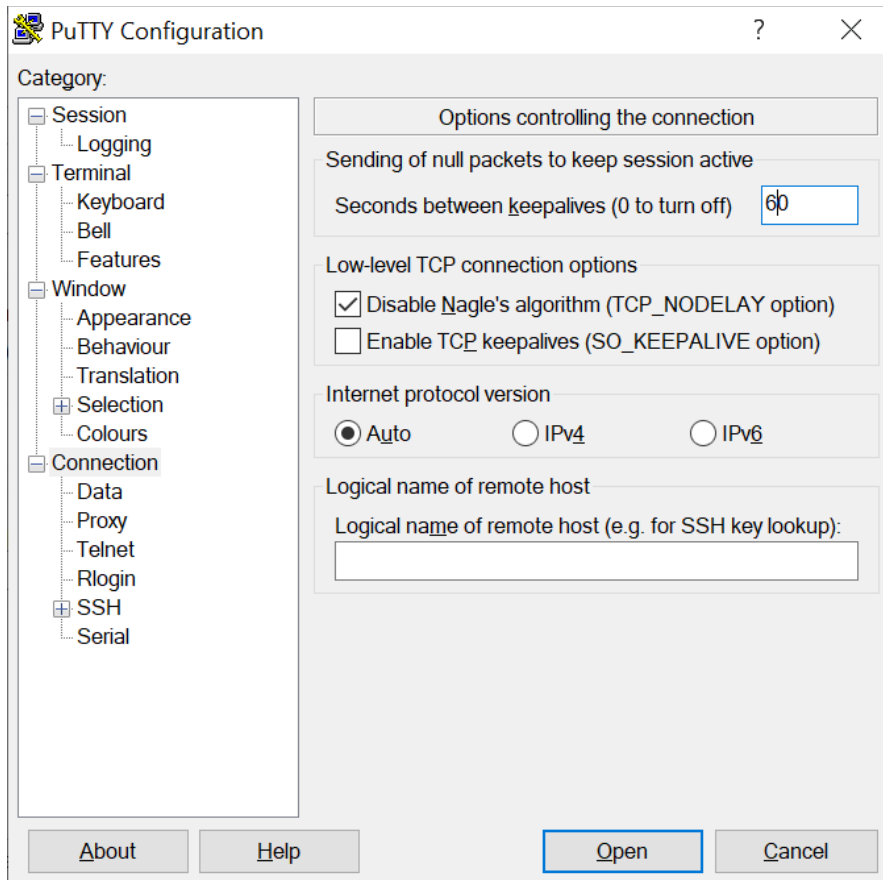 PuTTY Configuration
?
Category:
Session
Logging
Terminal
Keyboard
Bell
Features
Window
Appearance
Behaviour
Translation
Selection
Colours
Connection
Data
Proxy
Telnet
Rlogin
SSH
Serial
Options controlling the connection
Sending of null packets to keep session active
Seconds between keepalives (0 to turn off) 60
Low-level TCP connection options
Disable Nagle's algorithm (TCP_NODELAY option)
Enable TCP keepalives (SO_KEEPALIVE option)
Internet protocol version
Auto IPv4 IPv6
Logical name of remote host
Logical name of remote host (e.g. for SSH key lookup):
About Help Open Cancel